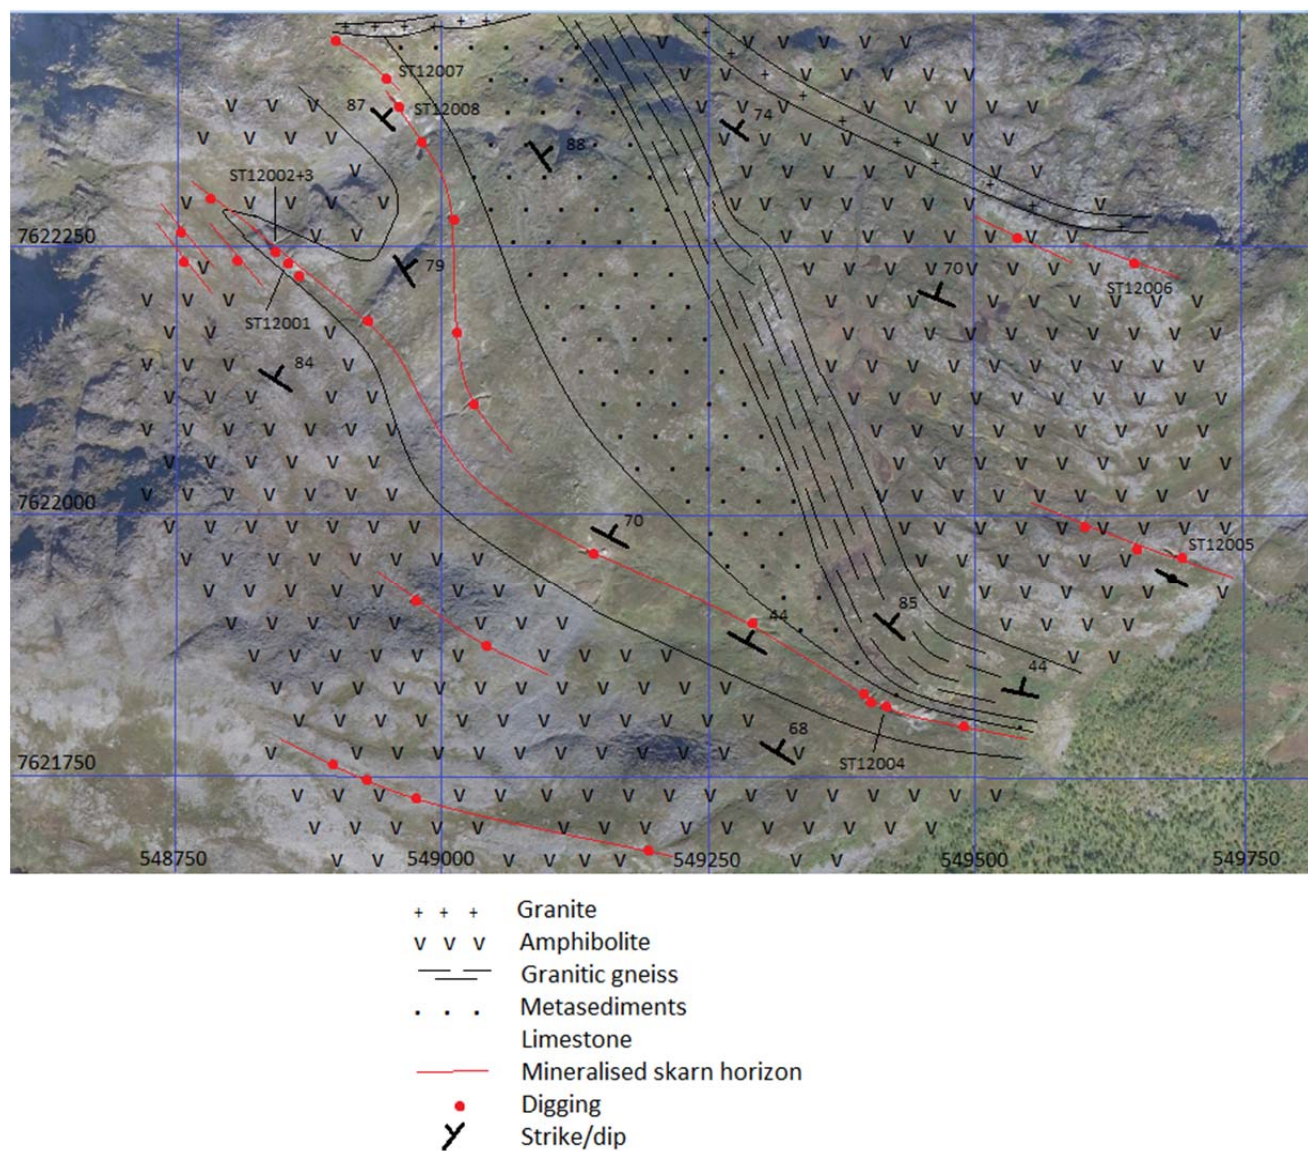 ST12007
87
ST12008
74
88
ST12002+3
7622250
79
70
ST12006
ST12001
84
7622000
70
ST12005
85
44
44
68
ST12004
7621750
548750
549000
549250
549500
549750
+ + + Granite
v v v Amphibolite
Granitic gneiss
. . . Metasediments
Limestone
Mineralised skarn horizon
Digging
Strike/dip